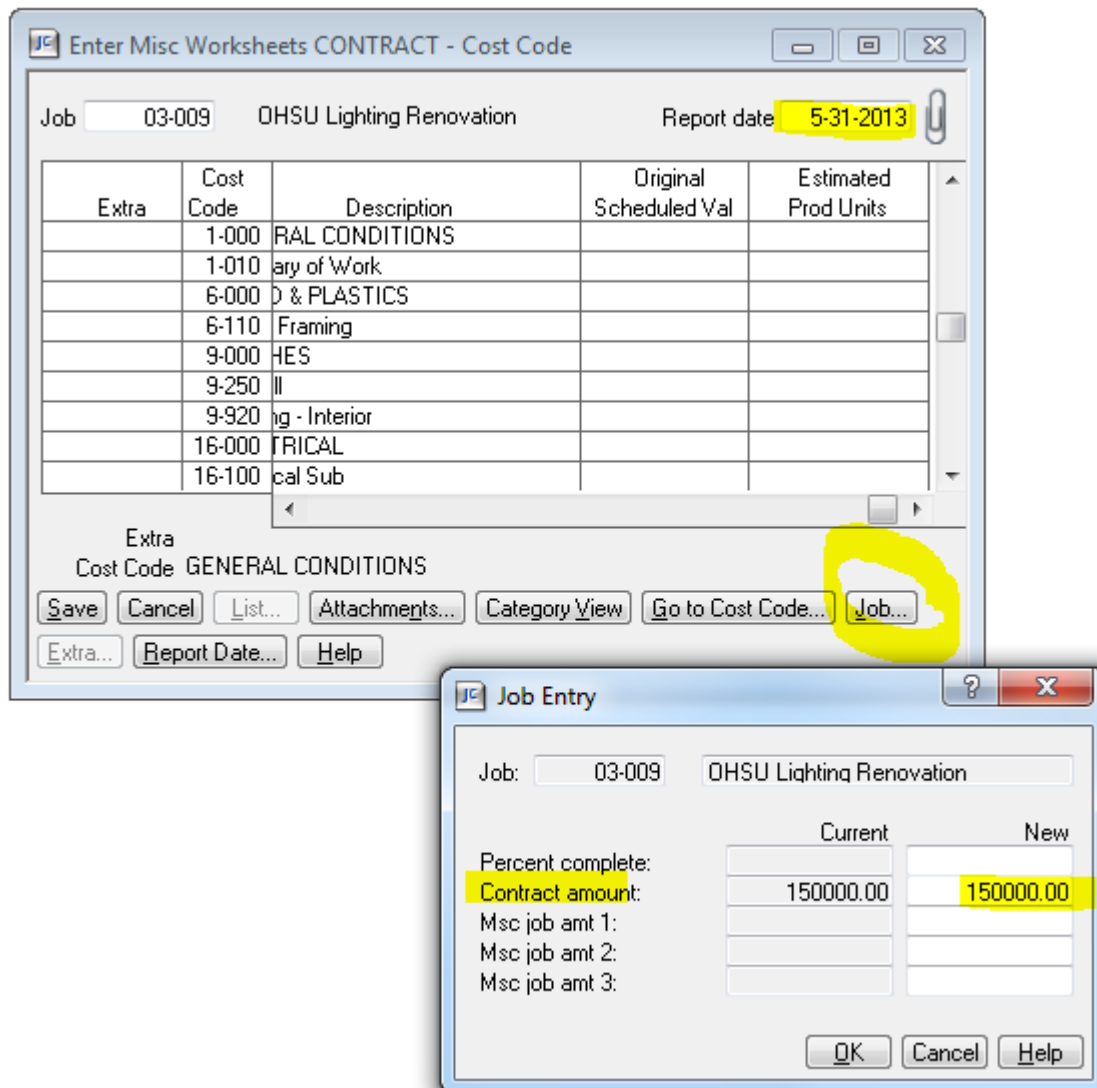 JC Enter Misc Worksheets CONTRACT - Cost Code
Job 03-009 OHSU Lighting Renovation Report date 5-31-2013
Extra Cost Code Description Original Scheduled Val Estimated Prod Units
1-000 RAL CONDITIONS
1-010 ary of Work
6-000 D & PLASTICS
6-110 Framing
9-000 HES
9-250 ll
9-920 ng - Interior
16-000 TRICAL
16-100 cal Sub
Extra
Cost Code GENERAL CONDITIONS
Save Cancel List... Attachments... Category View Go to Cost Code... Job...
Extra... Report Date... Help
JC Job Entry
Job: 03-009 OHSU Lighting Renovation
Current New
Percent complete:
Contract amount: 150000.00 150000.00
Msc job amt 1:
Msc job amt 2:
Msc job amt 3:
OK Cancel Help